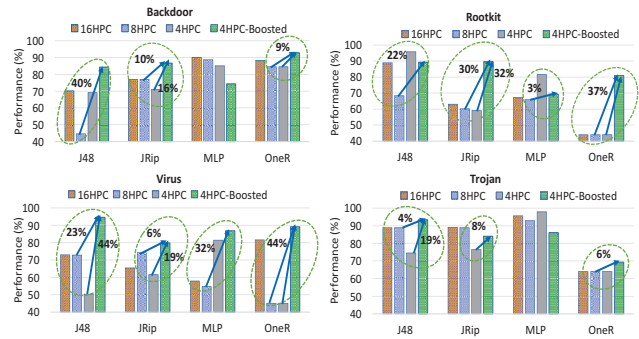 Backdoor
16HPC 8HPC 4HPC 4HPC-Boosted
Performance (%)
100
90
80
70
60
50
40
40%
10%
16%
9%
J48 JRip MLP OneR
Rootkit
16HPC 8HPC 4HPC 4HPC-Boosted
Performance (%)
100
90
80
70
60
50
40
22%
30%
32%
3%
37%
J48 JRip MLP OneR
Virus
16HPC 8HPC 4HPC 4HPC-Boosted
Performance (%)
100
90
80
70
60
50
40
23%
44%
6%
19%
32%
44%
J48 JRip MLP OneR
Trojan
16HPC 8HPC 4HPC 4HPC-Boosted
Performance (%)
100
90
80
70
60
50
40
4%
19%
8%
6%
J48 JRip MLP OneR